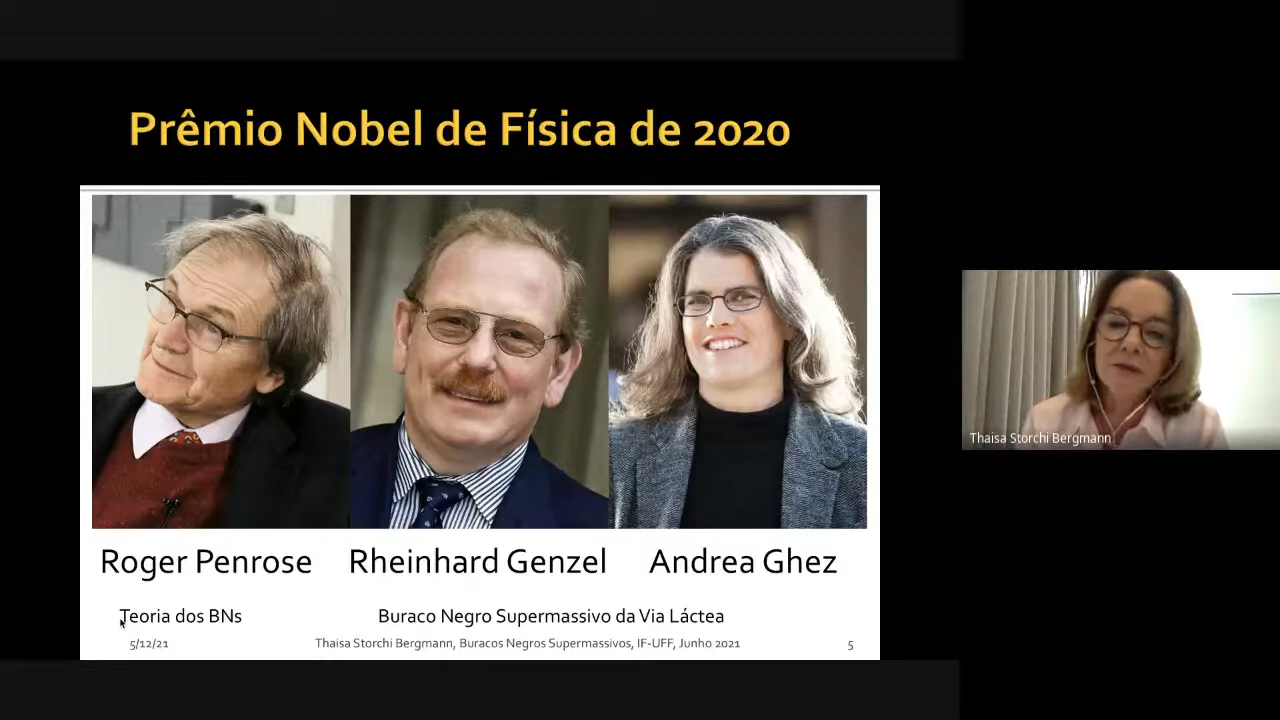 Prêmio Nobel de Física de 2020
Roger Penrose Rheinhard Genzel Andrea Ghez
Teoria dos BNs Buraco Negro Supermassivo da Via Láctea
5/12/21 Thaisa Storchi Bergmann, Buracos Negros Supermassivos, IF-UFF, Junho 2021 5
Thaisa Storchi Bergmann